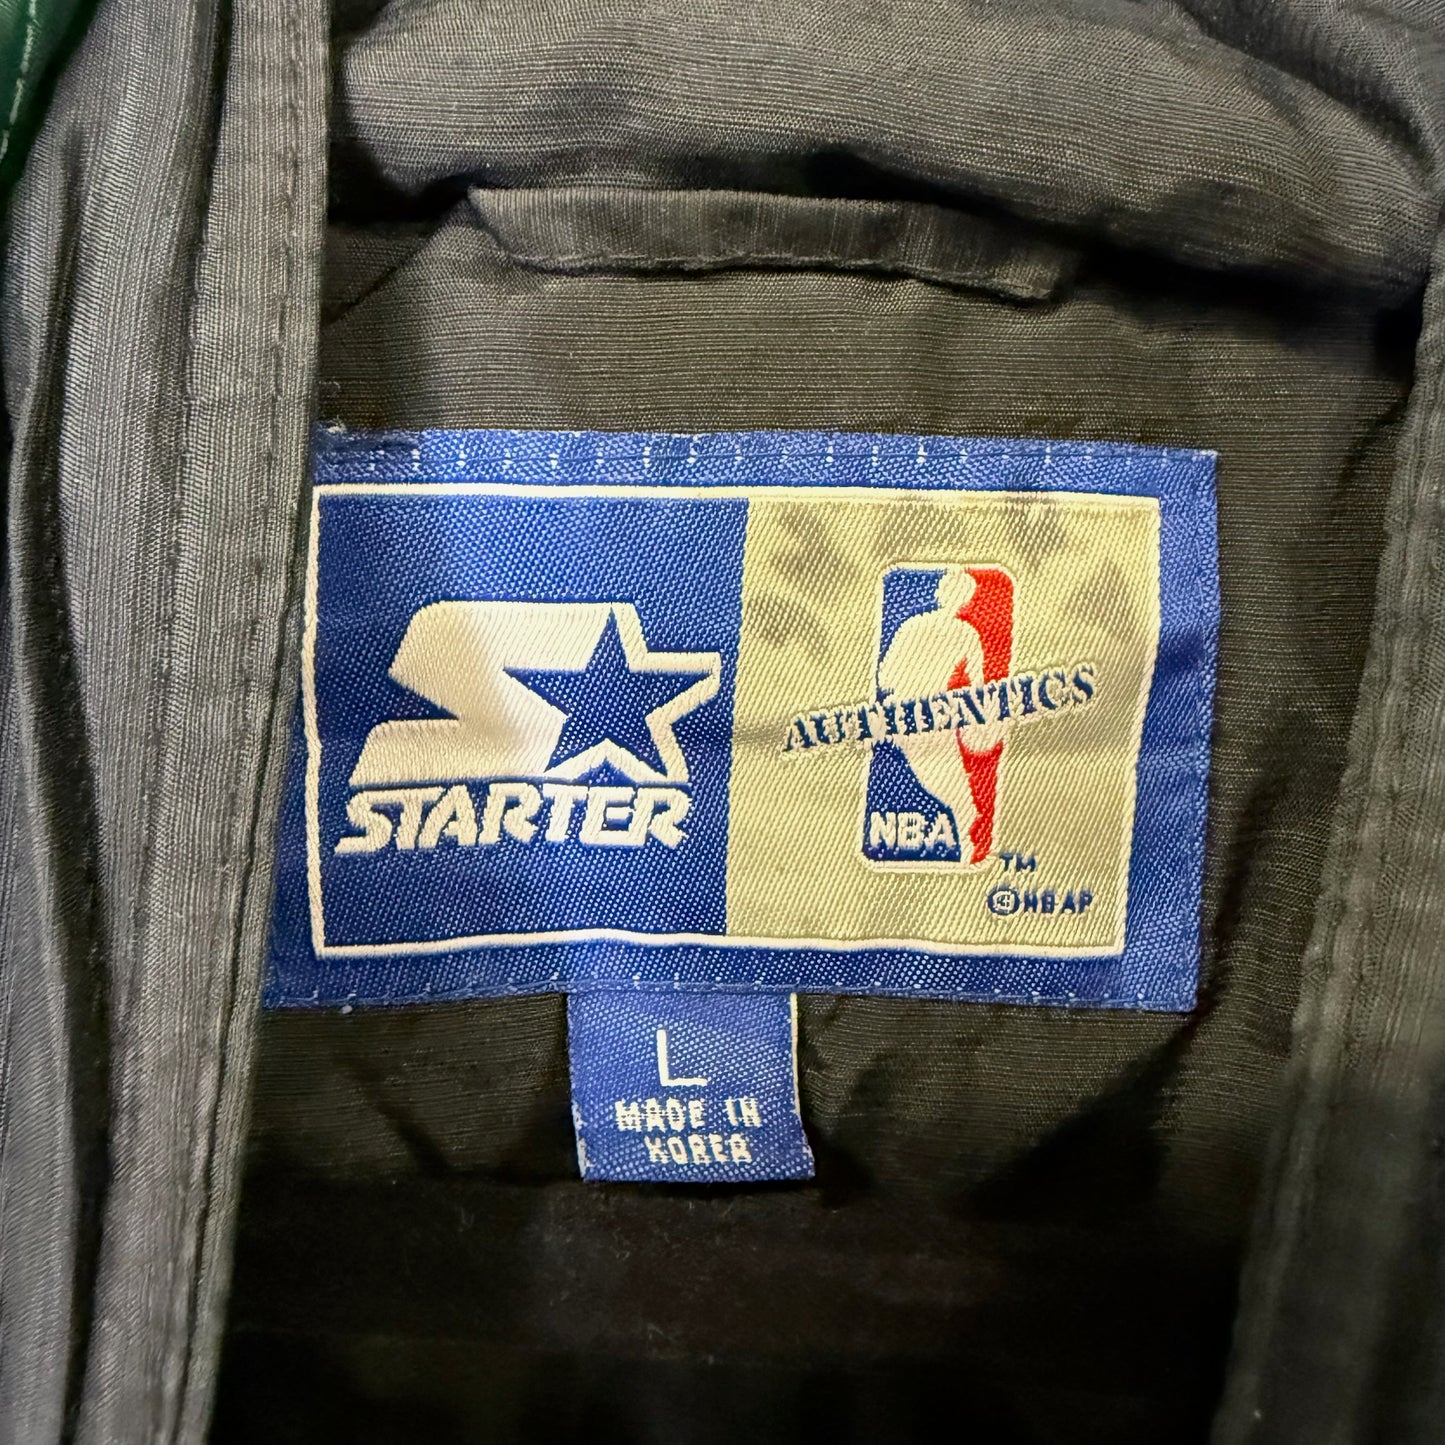 STARTER
AUTHENTICS
NBA
TM
© NBAP
L
MADE IN
KOREA